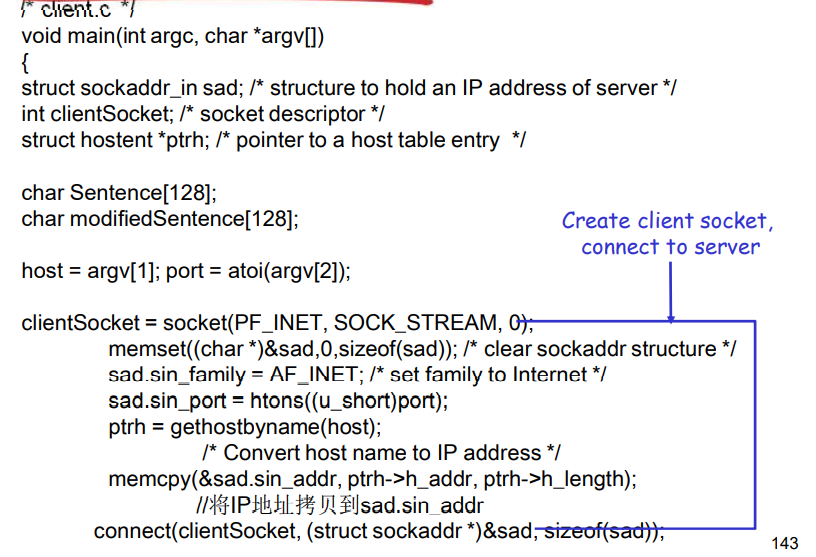 /* client.c */
void main(int argc, char *argv[])
{
struct sockaddr_in sad; /* structure to hold an IP address of server */
int clientSocket; /* socket descriptor */
struct hostent *ptrh; /* pointer to a host table entry */
char Sentence[128];
char modifiedSentence[128];
Create client socket,
connect to server
host = argv[1]; port = atoi(argv[2]);
clientSocket = socket(PF_INET, SOCK_STREAM, 0);
memset((char *)&sad,0,sizeof(sad)); /* clear sockaddr structure */
sad.sin_family = AF_INET; /* set family to Internet */
sad.sin_port = htons((u_short)port);
ptrh = gethostbyname(host);
/* Convert host name to IP address */
memcpy(&sad.sin_addr, ptrh->h_addr, ptrh->h_length);
//将IP地址拷贝到sad.sin_addr
connect(clientSocket, (struct sockaddr *)&sad, sizeof(sad));
143